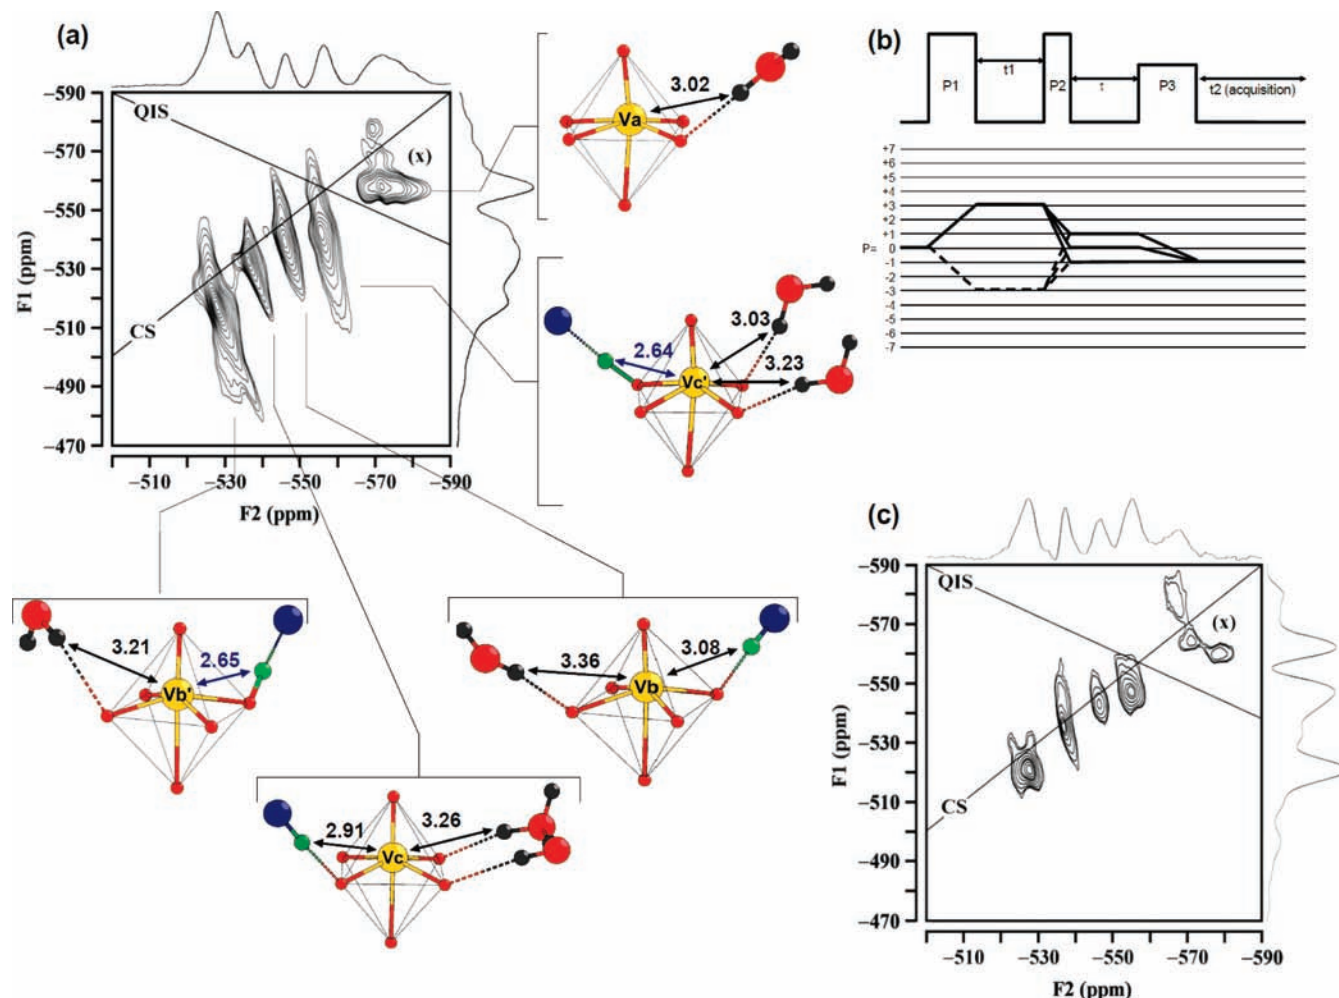 (a)
−590
−570
−550
−530
−510
−490
−470
F1 (ppm)
QIS
CS
(x)
−510
−530
−550
−570
−590
F2 (ppm)
3.02
Va
3.03
2.64
3.23
Vc'
3.21
2.65
Vb'
3.36
3.08
Vb
2.91
3.26
Vc
(b)
P1
t1
P2
τ
P3
t2 (acquisition)
+7
+6
+5
+4
+3
+2
+1
P= 0
-1
-2
-3
-4
-5
-6
-7
(c)
−590
−570
−550
−530
−510
−490
−470
F1 (ppm)
QIS
CS
(x)
−510
−530
−550
−570
−590
F2 (ppm)